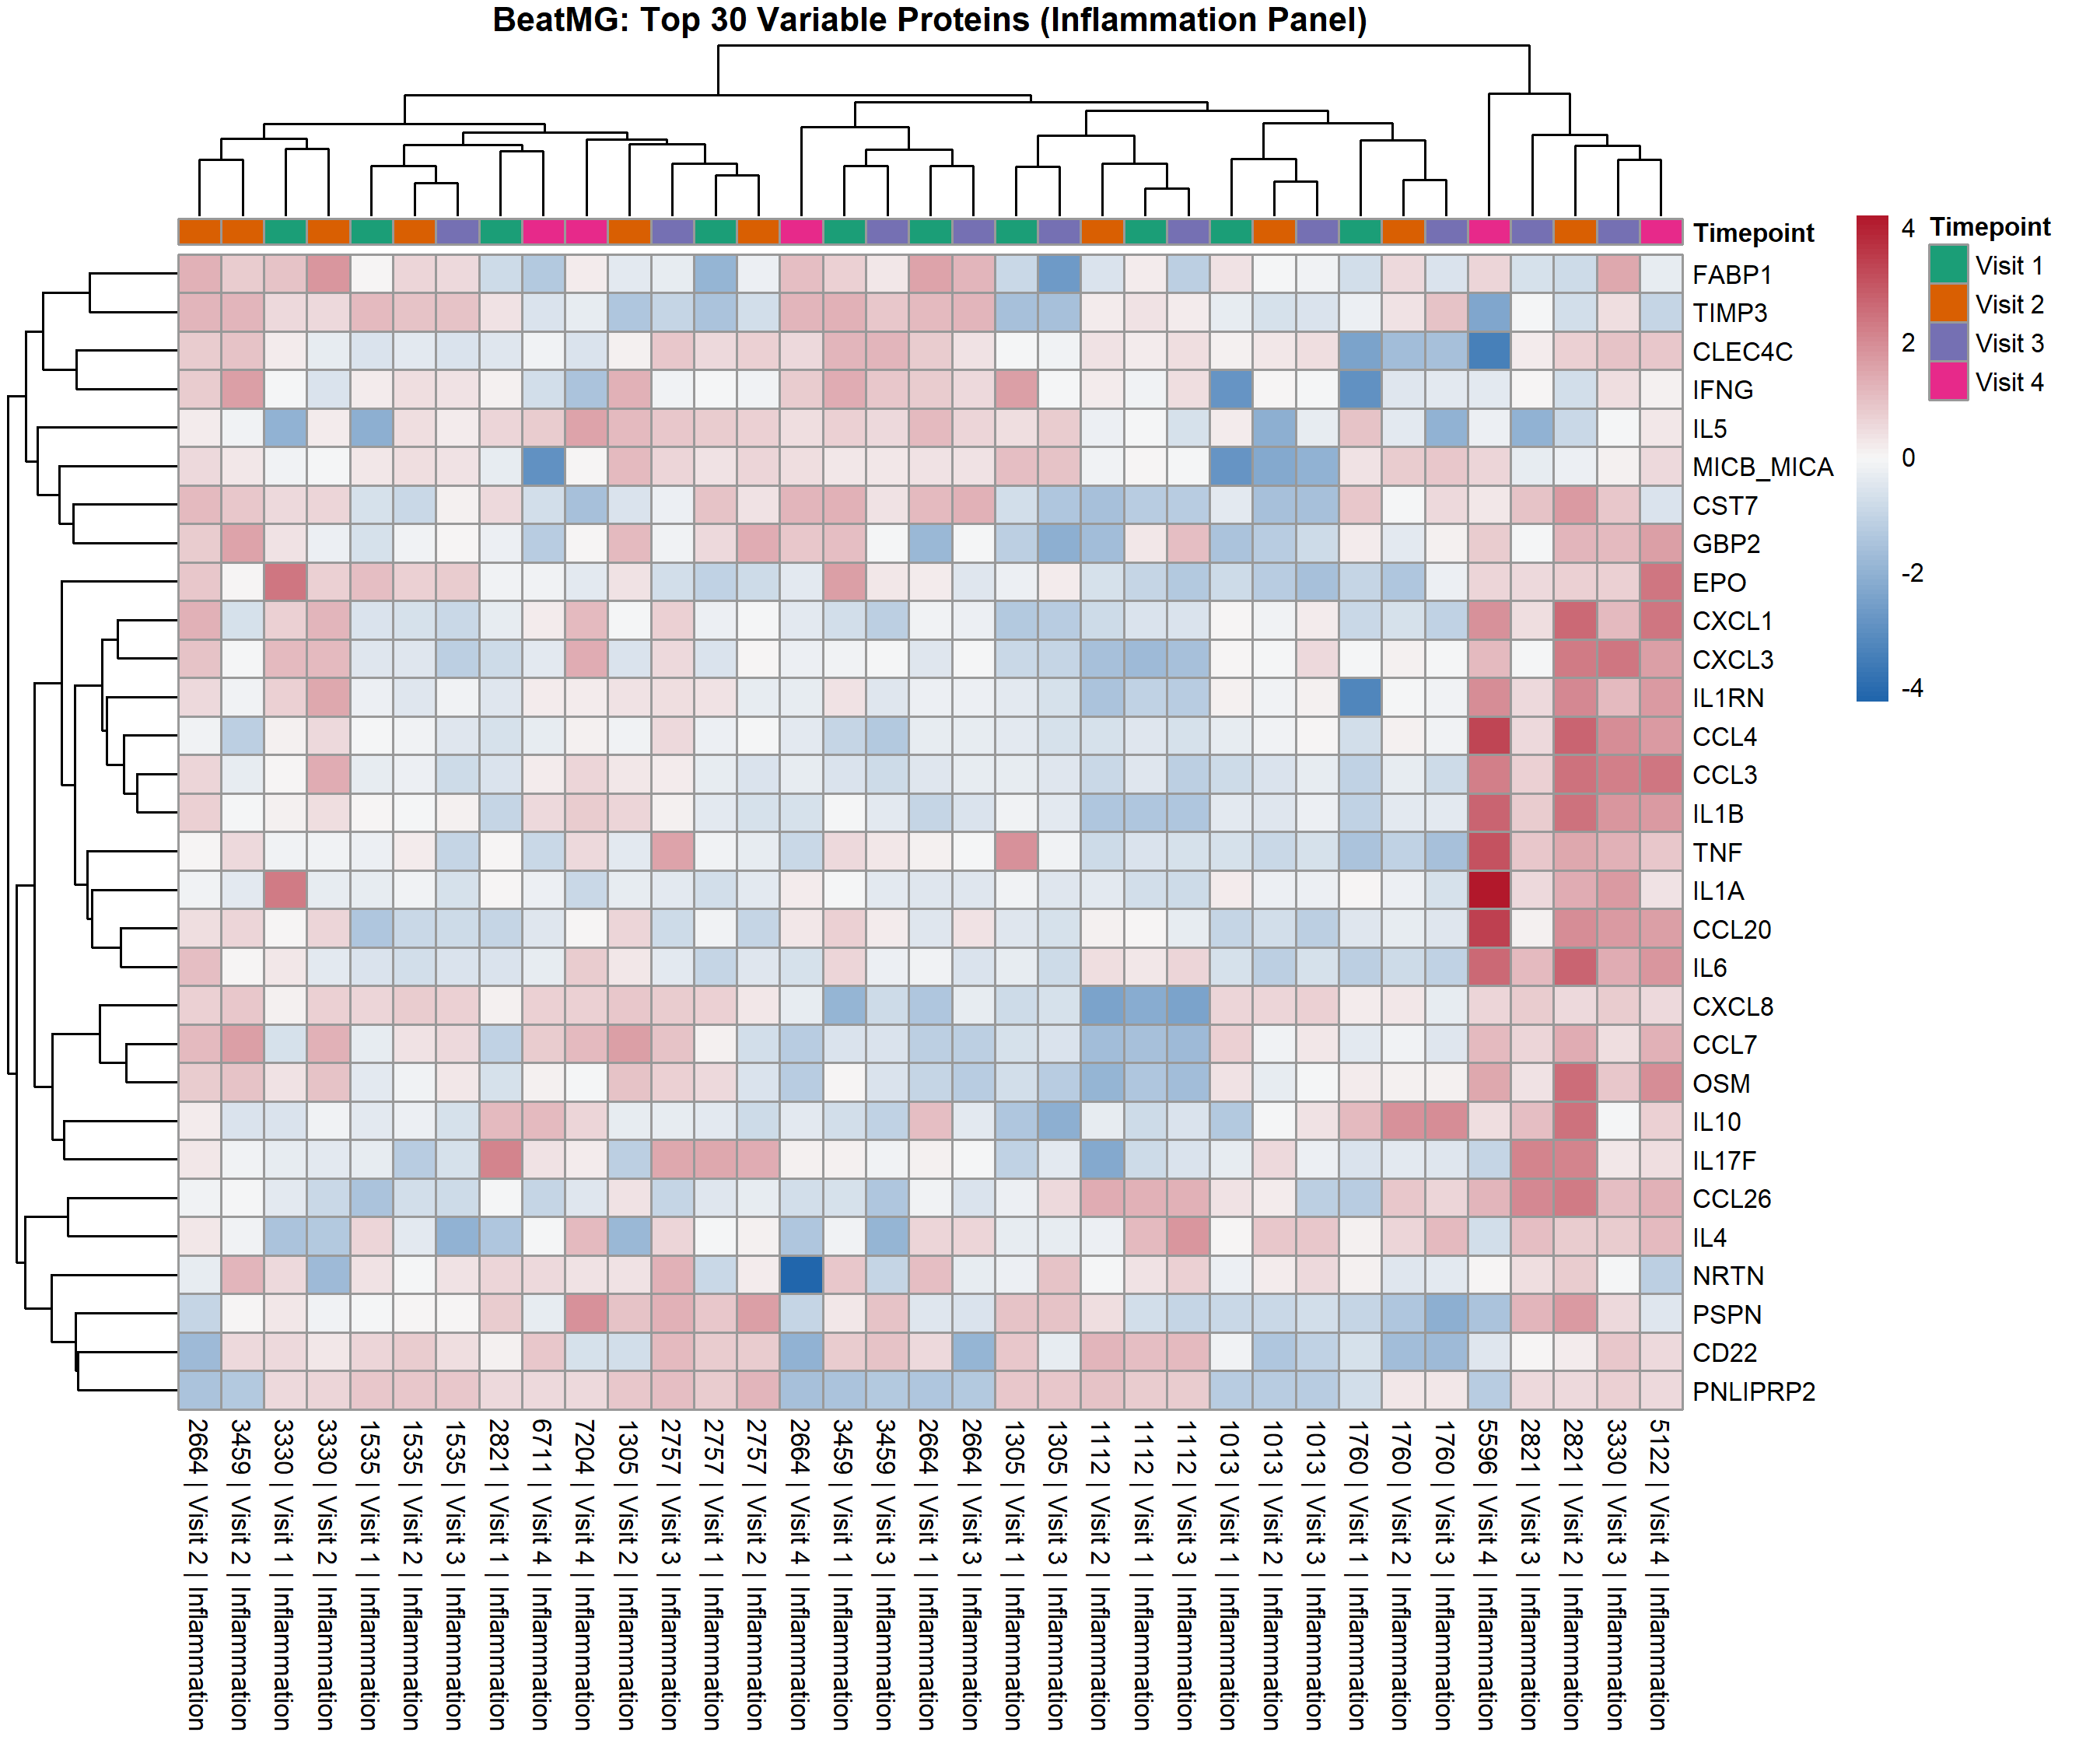 BeatMG: Top 30 Variable Proteins (Inflammation Panel)
Timepoint
FABP1
TIMP3
CLEC4C
IFNG
IL5
MICB_MICA
CST7
GBP2
EPO
CXCL1
CXCL3
IL1RN
CCL4
CCL3
IL1B
TNF
IL1A
CCL20
IL6
CXCL8
CCL7
OSM
IL10
IL17F
CCL26
IL4
NRTN
PSPN
CD22
PNLIPRP2
4
2
0
-2
-4
Timepoint
Visit 1
Visit 2
Visit 3
Visit 4
2664 | Visit 2 | Inflammation
3459 | Visit 2 | Inflammation
3330 | Visit 1 | Inflammation
3330 | Visit 2 | Inflammation
1535 | Visit 1 | Inflammation
1535 | Visit 2 | Inflammation
1535 | Visit 3 | Inflammation
2821 | Visit 1 | Inflammation
6711 | Visit 4 | Inflammation
7204 | Visit 4 | Inflammation
1305 | Visit 2 | Inflammation
2757 | Visit 3 | Inflammation
2757 | Visit 1 | Inflammation
2757 | Visit 2 | Inflammation
2664 | Visit 4 | Inflammation
3459 | Visit 1 | Inflammation
3459 | Visit 3 | Inflammation
2664 | Visit 1 | Inflammation
2664 | Visit 3 | Inflammation
1305 | Visit 1 | Inflammation
1305 | Visit 3 | Inflammation
1112 | Visit 2 | Inflammation
1112 | Visit 1 | Inflammation
1112 | Visit 3 | Inflammation
1013 | Visit 1 | Inflammation
1013 | Visit 2 | Inflammation
1013 | Visit 3 | Inflammation
1760 | Visit 1 | Inflammation
1760 | Visit 2 | Inflammation
1760 | Visit 3 | Inflammation
5596 | Visit 4 | Inflammation
2821 | Visit 3 | Inflammation
2821 | Visit 2 | Inflammation
3330 | Visit 3 | Inflammation
5122 | Visit 4 | Inflammation